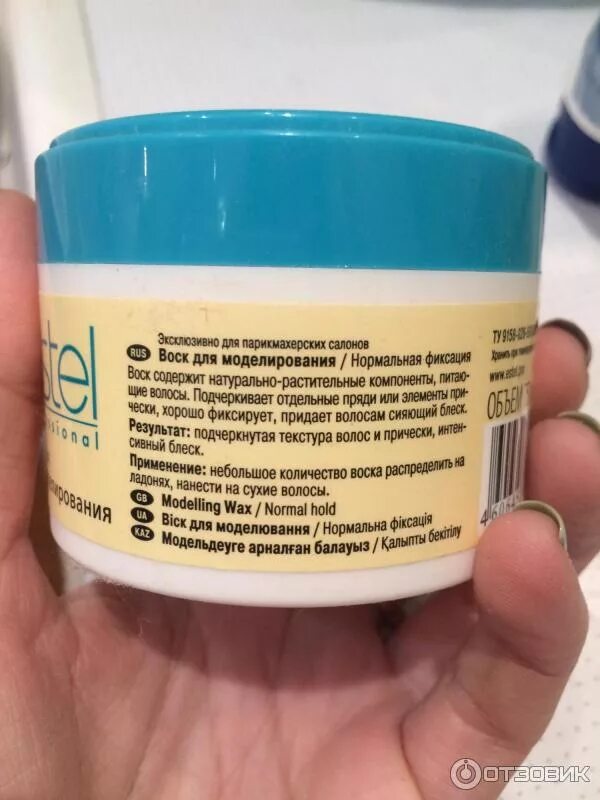 Эксклюзивно для парикмахерских салонов
RUS Воск для моделирования / Нормальная фиксация
Воск содержит натурально-растительные компоненты, питаю-
щие волосы. Подчеркивает отдельные пряди или элементы при-
чески, хорошо фиксирует, придает волосам сияющий блеск.
Результат: подчеркнутая текстура волос и прически, интен-
сивный блеск.
Применение: небольшое количество воска распределить на
ладонях, нанести на сухие волосы.
GB Modelling Wax / Normal hold
UA Віск для моделювання / Нормальна фіксація
KAZ Модельдеуге арналған балауыз / Қалыпты бекітілу
stel
ssional
лирования
ТУ 9158-026-
Хранить при
www.estel.pro
ОБЪЕМ
ОТЗОВИК